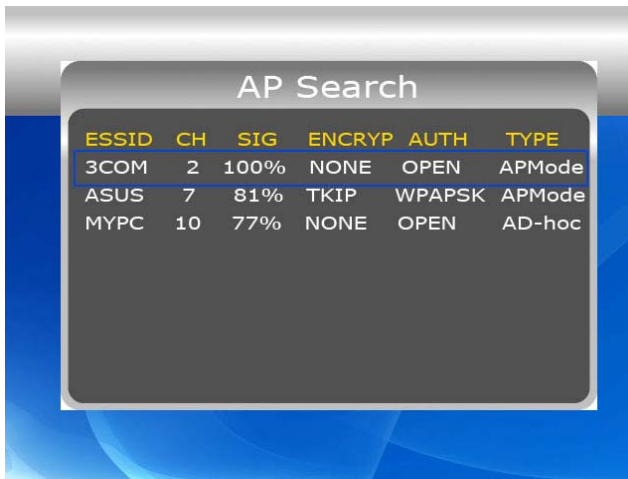 AP Search
ESSID CH SIG ENCRYP AUTH TYPE
3COM 2 100% NONE OPEN APMode
ASUS 7 81% TKIP WPAPSK APMode
MYPC 10 77% NONE OPEN AD-hoc